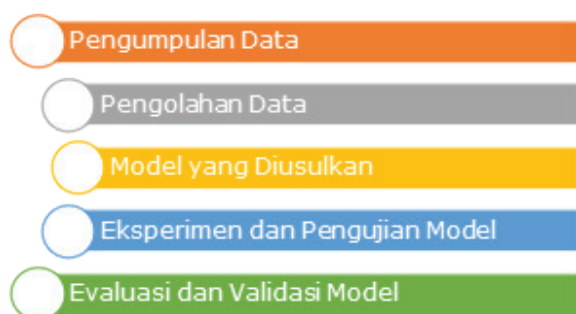 Pengumpulan Data
Pengolahan Data
Model yang Diusulkan
Eksperimen dan Pengujian Model
Evaluasi dan Validasi Model